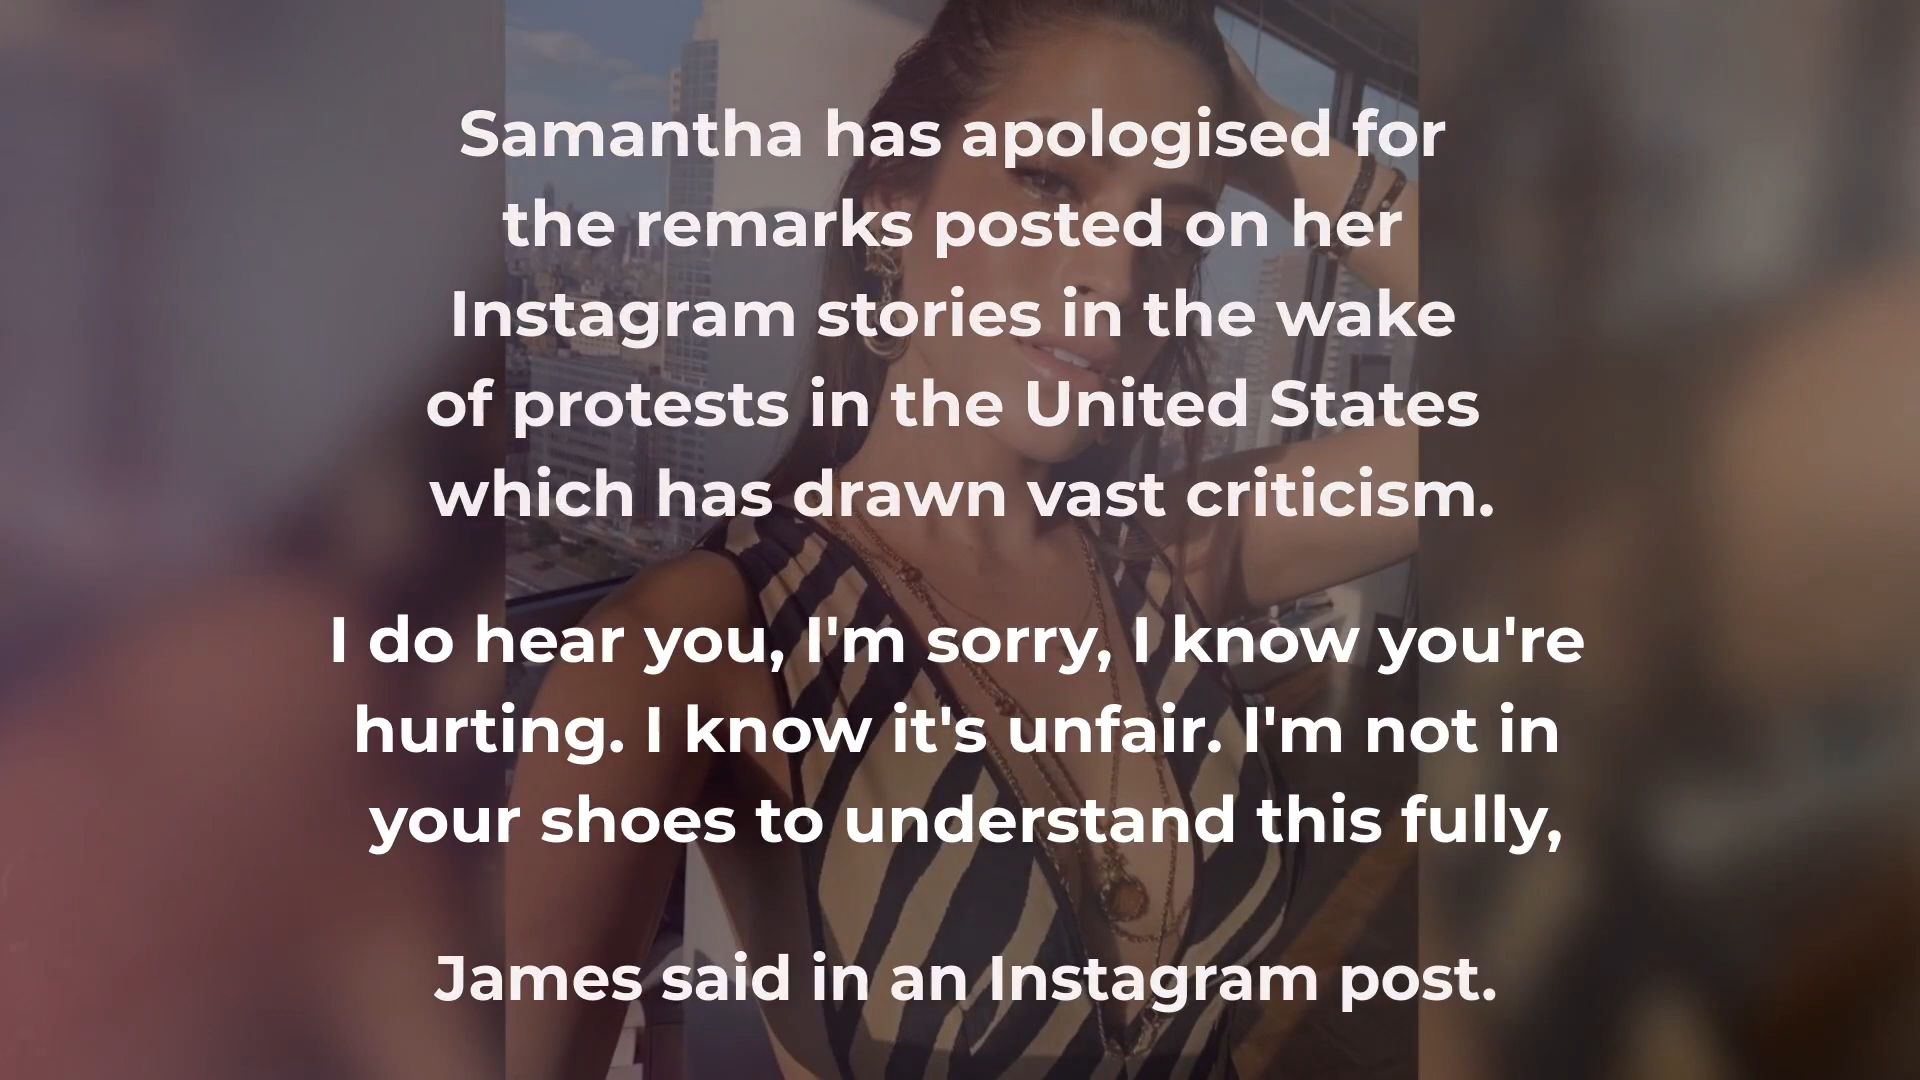 Samantha has apologised for
the remarks posted on her
Instagram stories in the wake
of protests in the United States
which has drawn vast criticism.
I do hear you, I'm sorry, I know you're
hurting. I know it's unfair. I'm not in
your shoes to understand this fully,
James said in an Instagram post.